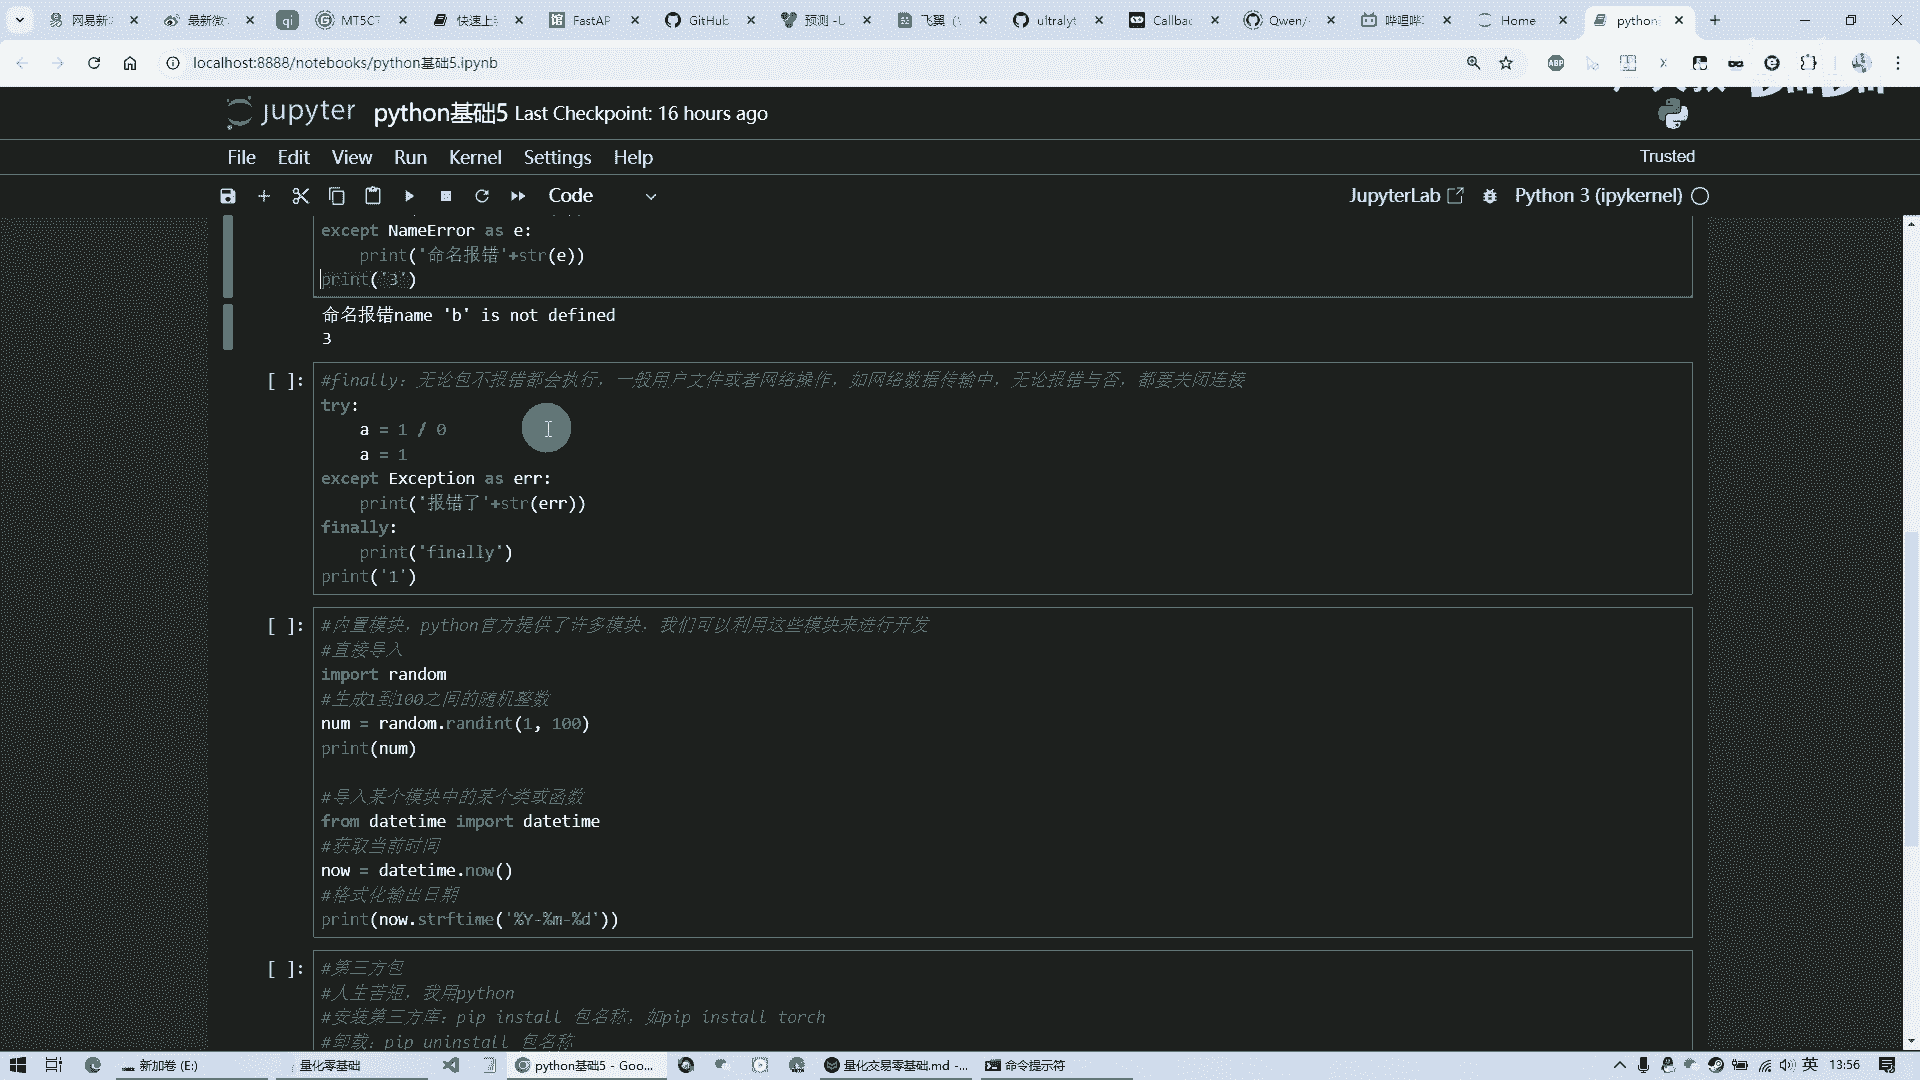 网易新
最新微
qi
MT5C
快速上
FastAP
GitHub
预测 - U
飞翼
ultralyt
Callbac
Qwen/
哔哩哔
Home
python
localhost:8888/notebooks/python基础5.ipynb
ABP
jupyter python基础5 Last Checkpoint: 16 hours ago
File Edit View Run Kernel Settings Help
Trusted
Code
JupyterLab
Python 3 (ipykernel)
except NameError as e:
print('命名报错'+str(e))
print('3')
命名报错name 'b' is not defined
3
[ ]:
#finally：无论包不报错都会执行，一般用户文件或者网络操作，如网络数据传输中，无论报错与否，都要关闭连接
try:
a = 1 / 0
a = 1
except Exception as err:
print('报错了'+str(err))
finally:
print('finally')
print('1')
[ ]:
#内置模块，python官方提供了许多模块，我们可以利用这些模块来进行开发
#直接导入
import random
#生成1到100之间的随机整数
num = random.randint(1, 100)
print(num)
#导入某个模块中的某个类或函数
from datetime import datetime
#获取当前时间
now = datetime.now()
#格式化输出日期
print(now.strftime('%Y-%m-%d'))
[ ]:
#第三方包
#人生苦短，我用python
#安装第三方库：pip install 包名称，如pip install torch
#卸载：pip uninstall 包名称
新加卷 (E:)
量化零基础
python基础5 - Goo...
量化交易零基础.md -...
命令提示符
英
13:56